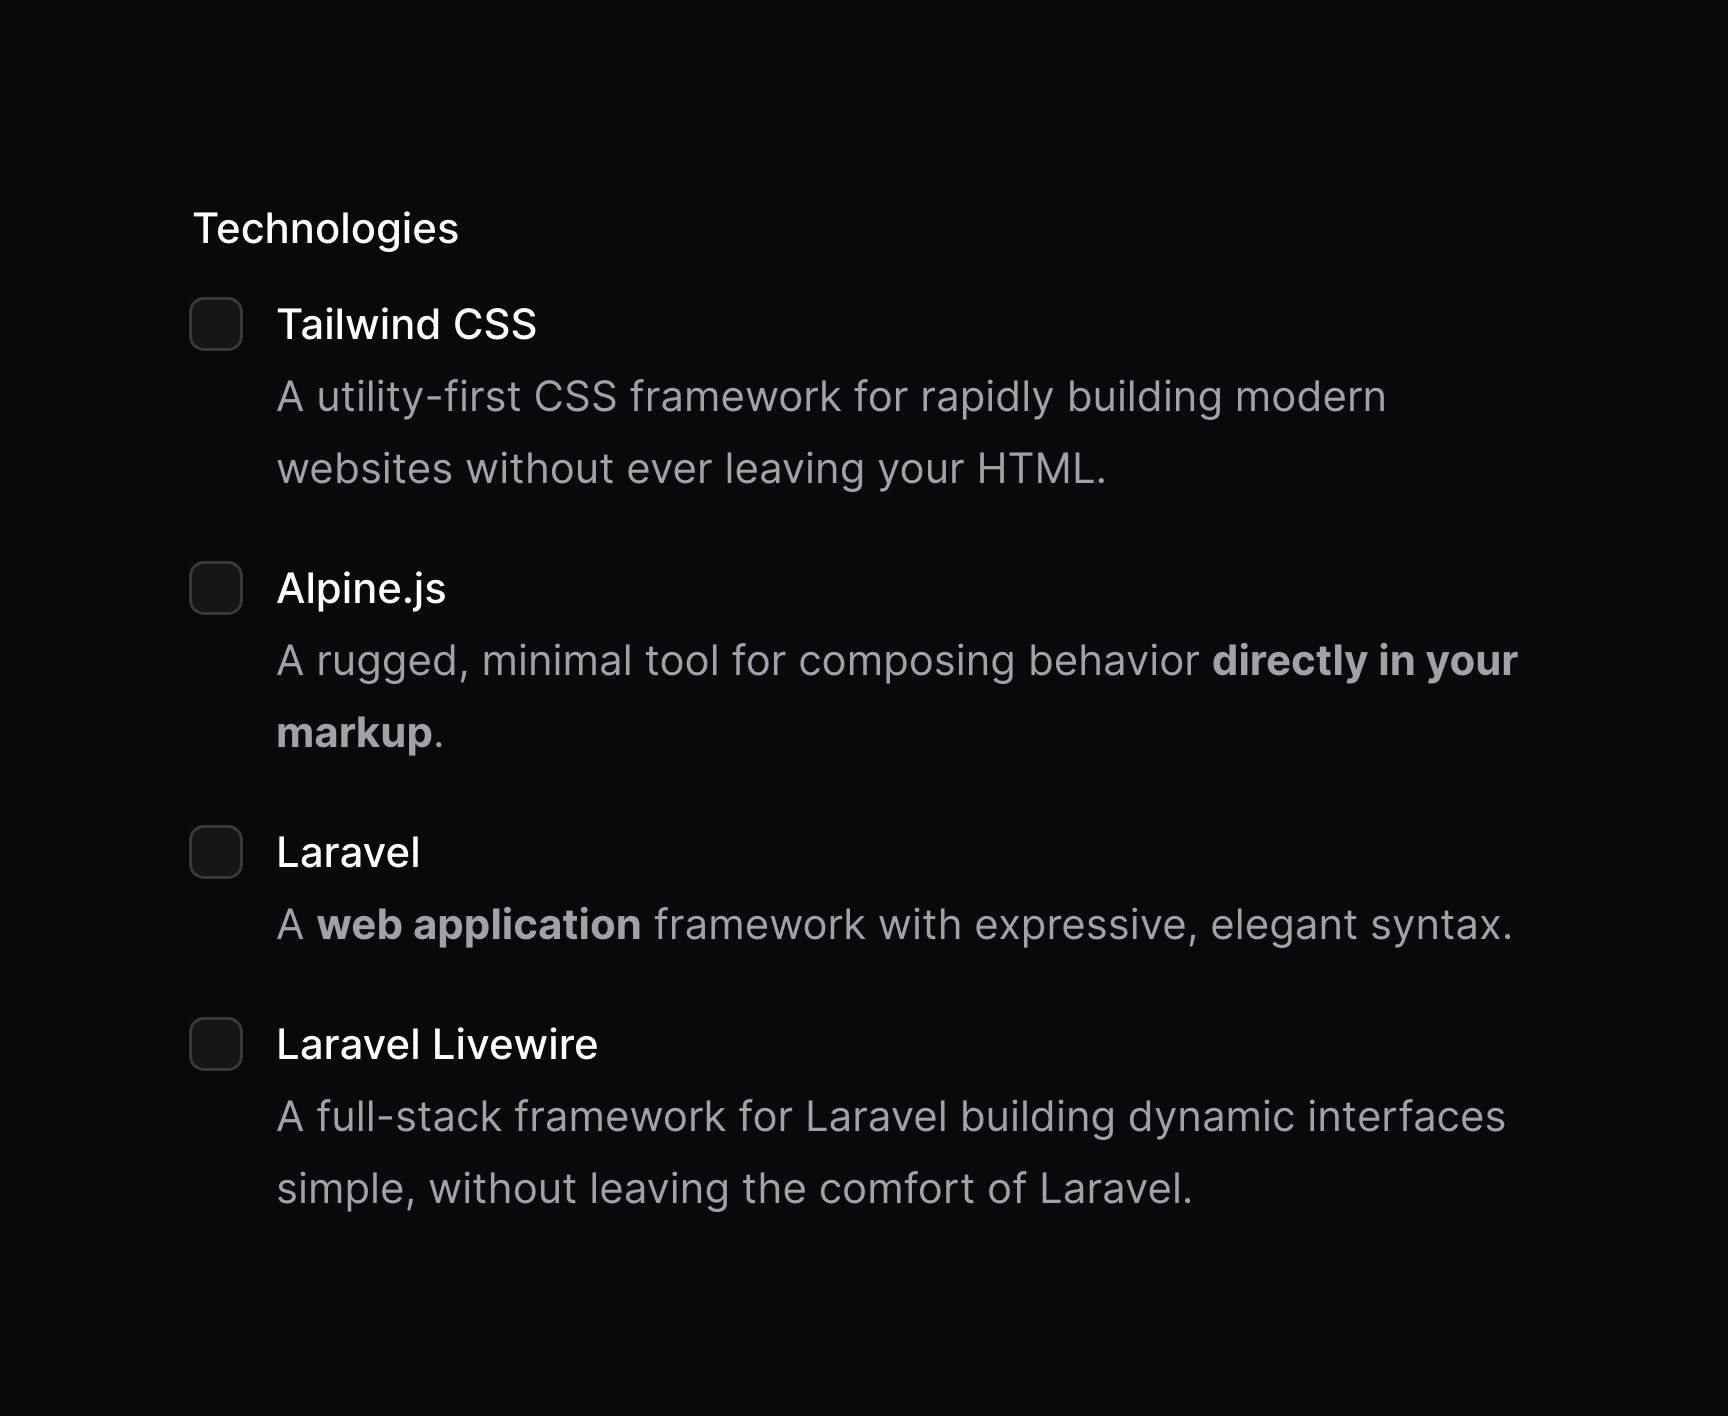 Technologies
Tailwind CSS
A utility-first CSS framework for rapidly building modern
websites without ever leaving your HTML.
Alpine.js
A rugged, minimal tool for composing behavior directly in your
markup.
Laravel
A web application framework with expressive, elegant syntax.
Laravel Livewire
A full-stack framework for Laravel building dynamic interfaces
simple, without leaving the comfort of Laravel.